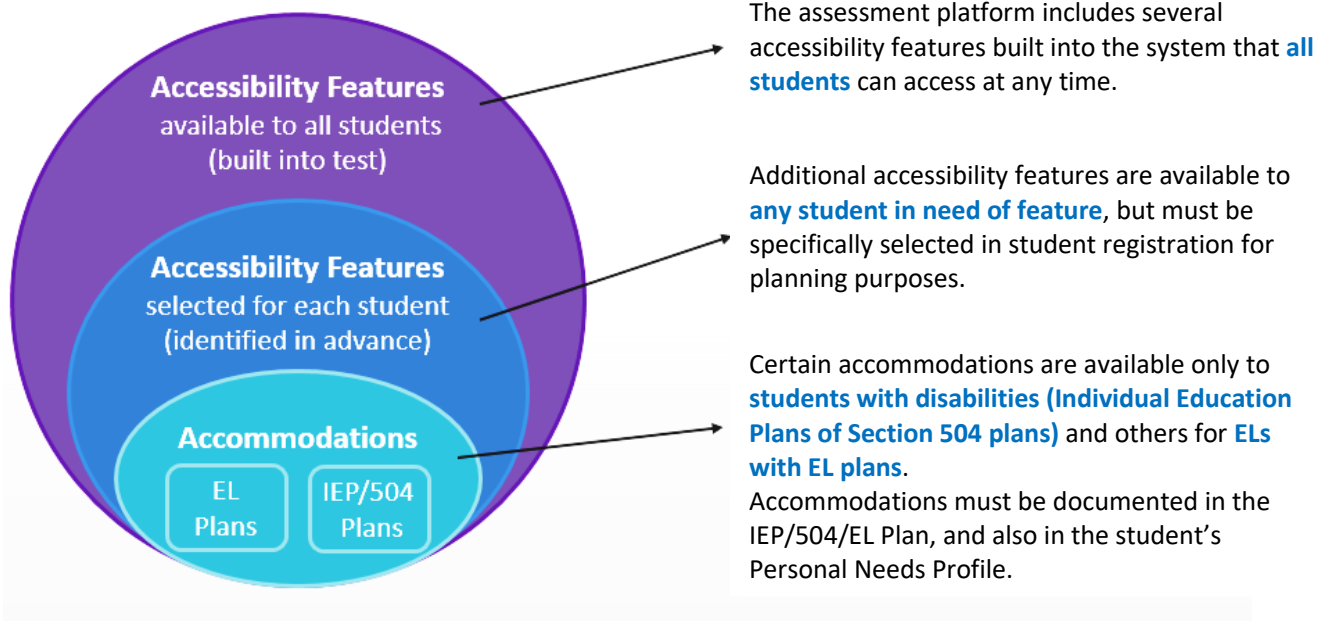 Accessibility Features
available to all students
(built into test)
Accessibility Features
selected for each student
(identified in advance)
Accommodations
EL
Plans
IEP/504
Plans
The assessment platform includes several
accessibility features built into the system that all
students can access at any time.
Additional accessibility features are available to
any student in need of feature, but must be
specifically selected in student registration for
planning purposes.
Certain accommodations are available only to
students with disabilities (Individual Education
Plans of Section 504 plans) and others for ELs
with EL plans.
Accommodations must be documented in the
IEP/504/EL Plan, and also in the student’s
Personal Needs Profile.